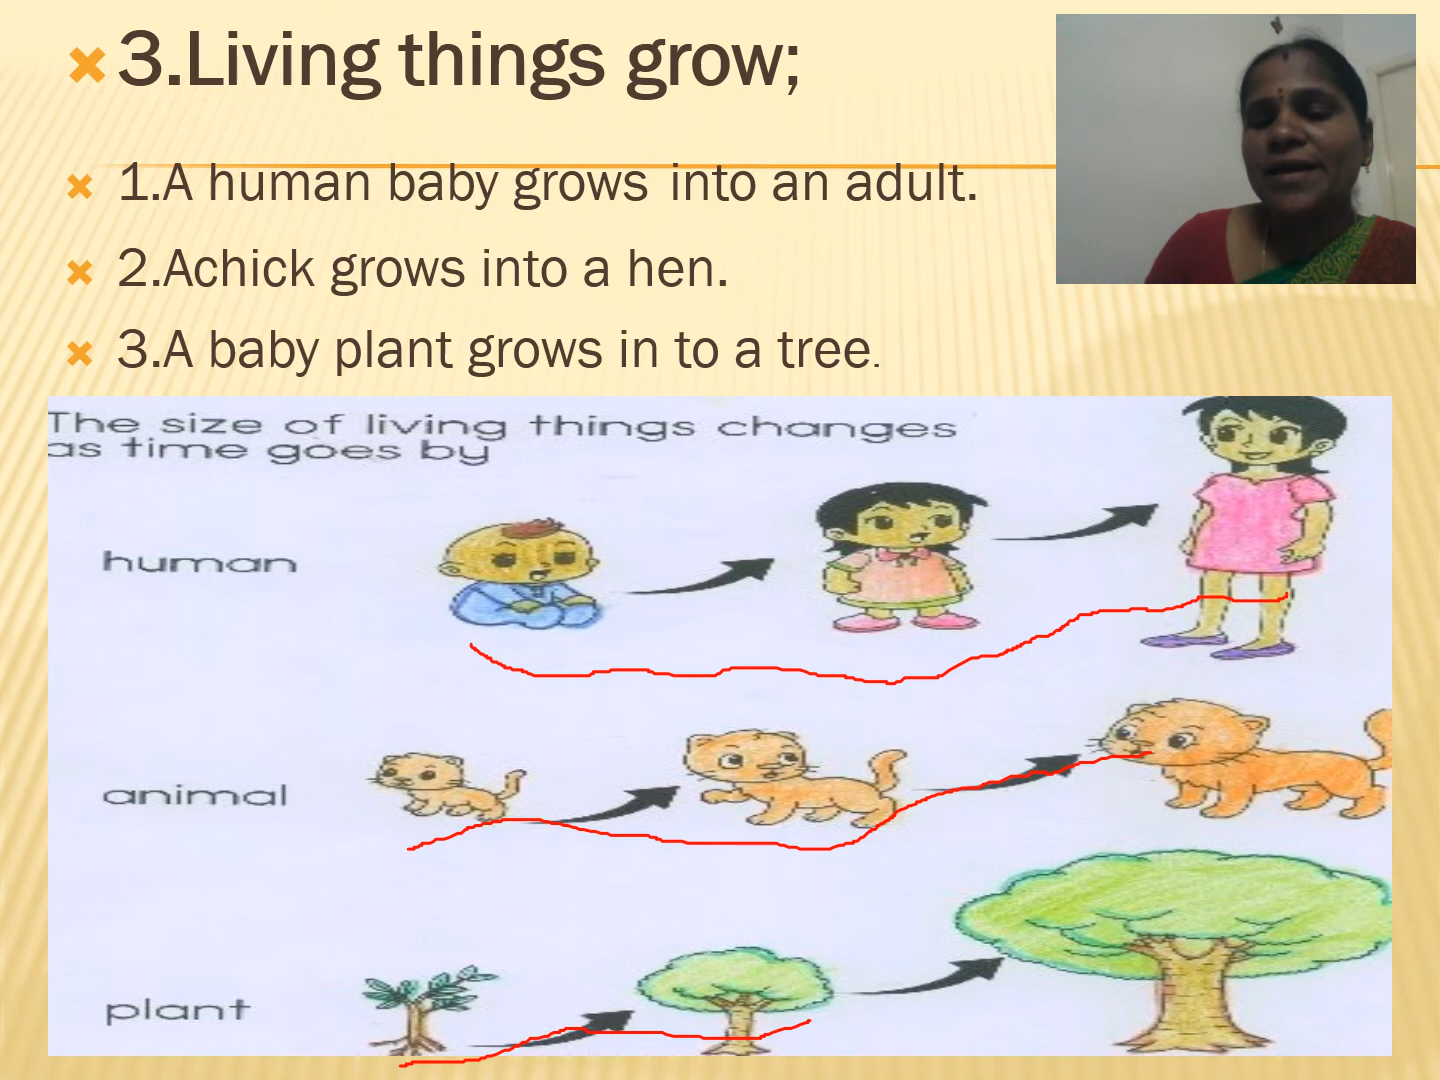 3.Living things grow;
1.A human baby grows into an adult.
2.Achick grows into a hen.
3.A baby plant grows in to a tree.
The size of living things changes
as time goes by
human
animal
plant